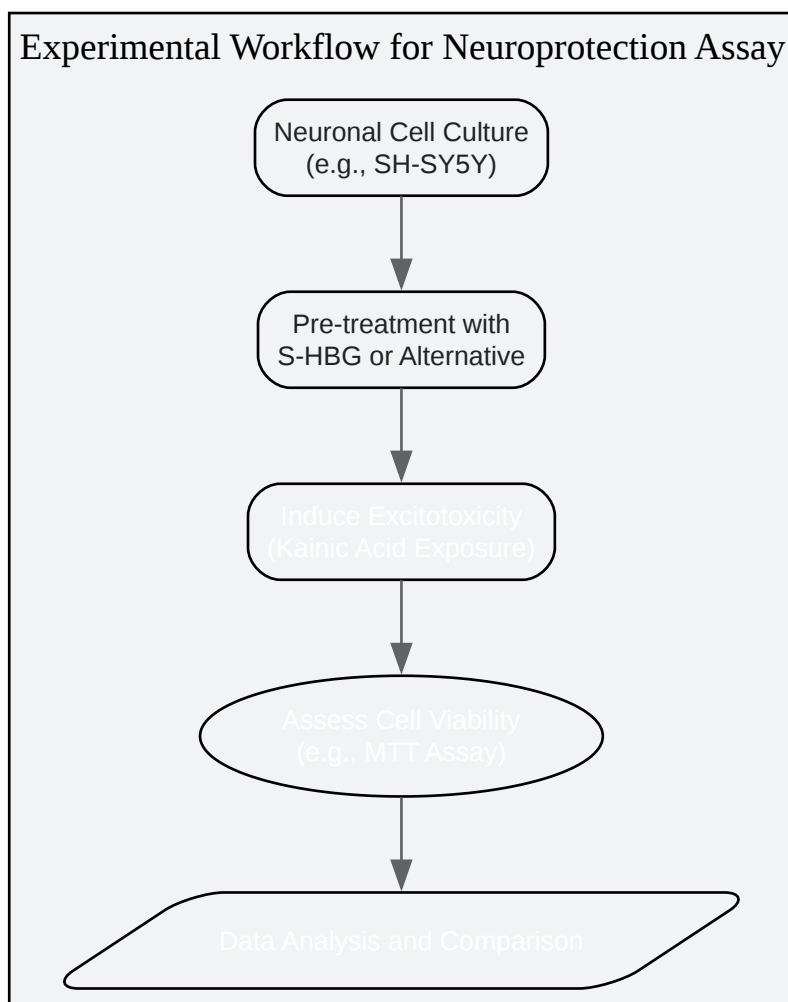 Experimental Workflow for Neuroprotection Assay
Neuronal Cell Culture
(e.g., SH-SY5Y)
Pre-treatment with
S-HBG or Alternative
Induce Excitotoxicity
(Kainic Acid Exposure)
Assess Cell Viability
(e.g., MTT Assay)
Data Analysis and Comparison